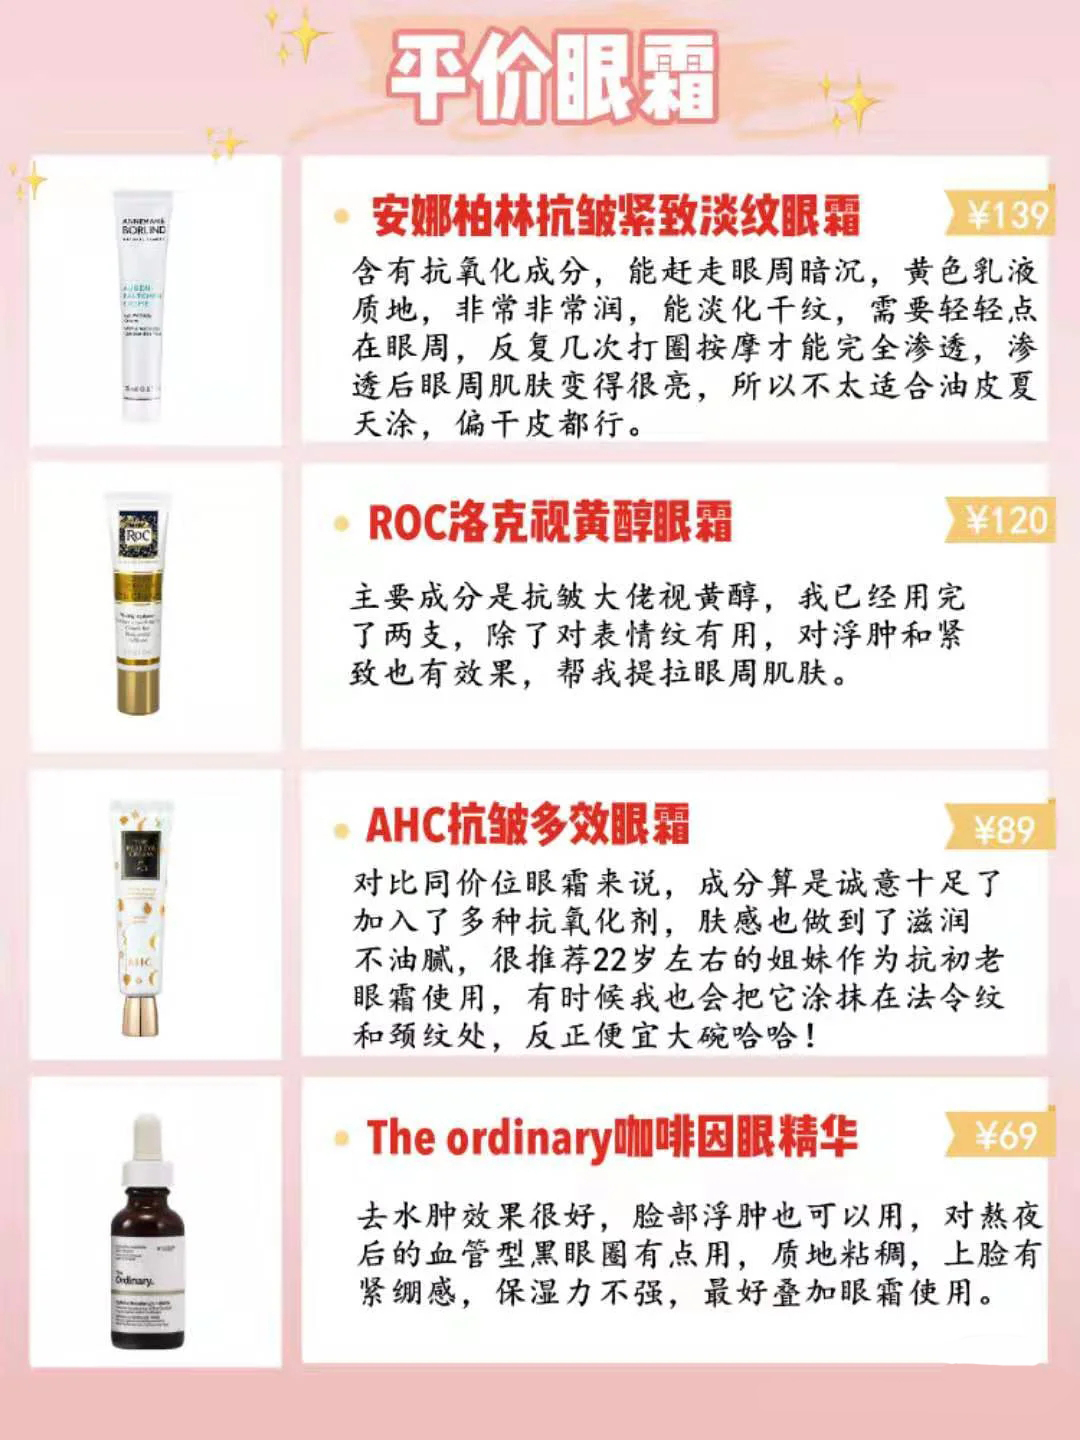 平价眼霜
ANNEMARIE
BÖRLIND
安娜柏林抗皱紧致淡纹眼霜
¥139
含有抗氧化成分，能赶走眼周暗沉，黄色乳液
质地，非常非常润，能淡化干纹，需要轻轻点
在眼周，反复几次打圈按摩才能完全渗透，渗
透后眼周肌肤变得很亮，所以不太适合油皮夏
天涂，偏干皮都行。
RoC
ROC洛克视黄醇眼霜
¥120
主要成分是抗皱大佬视黄醇，我已经用完
了两支，除了对表情纹有用，对浮肿和紧
致也有效果，帮我提拉眼周肌肤。
AHC
AHC抗皱多效眼霜
¥89
对比同价位眼霜来说，成分算是诚意十足了
加入了多种抗氧化剂，肤感也做到了滋润
不油腻，很推荐22岁左右的姐妹作为抗初老
眼霜使用，有时候我也会把它涂抹在法令纹
和颈纹处，反正便宜大碗哈哈！
The
Ordinary.
The ordinary咖啡因眼精华
¥69
去水肿效果很好，脸部浮肿也可以用，对熬夜
后的血管型黑眼圈有点用，质地粘稠，上脸有
紧绷感，保湿力不强，最好叠加眼霜使用。